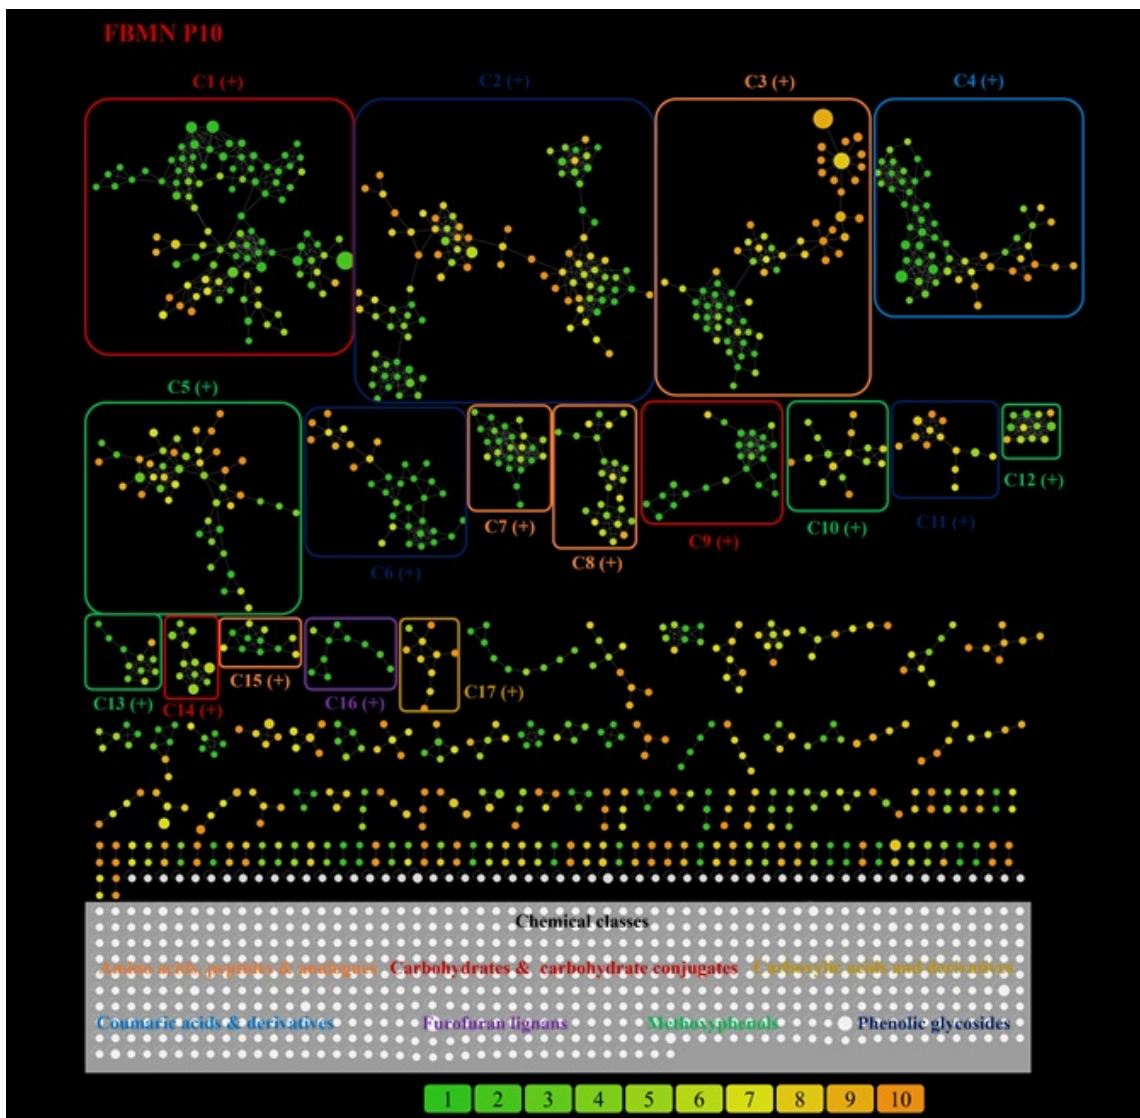 FBMN P10
C1 (+) C2 (+) C3 (+) C4 (+)
C5 (+)
C6 (+) C7 (+) C8 (+) C9 (+) C10 (+) C11 (+) C12 (+)
C13 (+) C14 (+) C15 (+) C16 (+) C17 (+)
Chemical classes
Amino acids, peptides & analogues Carbohydrates & carbohydrate conjugates Carboxylic acids and derivatives
Coumaric acids & derivatives Furofuran lignans Methoxyphenols Phenolic glycosides
1 2 3 4 5 6 7 8 9 10